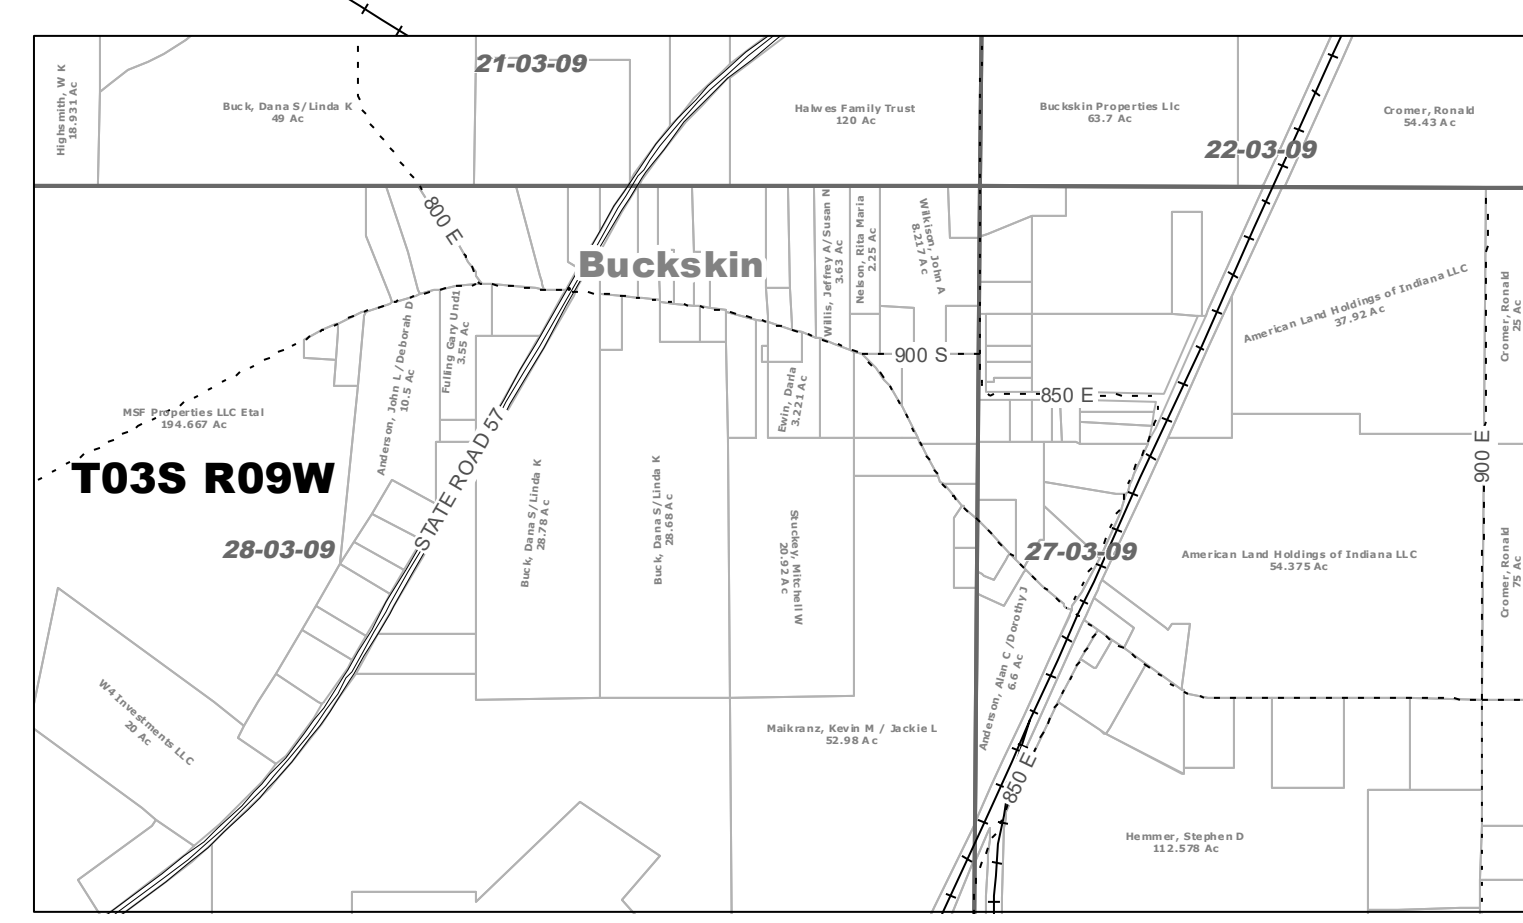 21-03-09
Highsmith, W K
18.931 Ac
Buck, Dana S/Linda K
49 Ac
Halwes Family Trust
120 Ac
Buckskin Properties Llc
63.7 Ac
Cromer, Ronald
54.43 Ac
22-03-09
800 E
Buckskin
Willis, Jeffrey A/Susan N
3.63 Ac
Nelson, Rita Maria
2.25 Ac
Wilkison, John A
8.217 Ac
American Land Holdings of Indiana LLC
37.92 Ac
Cromer, Ronald
25 Ac
Anderson, John L /Deborah D
10.5 Ac
Fulling Gary Und1
3.55 Ac
900 S
850 E
Ewin, Darla
3.221 Ac
MSF Properties LLC Etal
194.667 Ac
T03S R09W
STATE ROAD 57
900 E
28-03-09
Buck, Dana S/Linda K
28.78 Ac
Buck, Dana S/Linda K
28.68 Ac
Stuckey, Mitchell W
20.92 Ac
27-03-09
American Land Holdings of Indiana LLC
54.375 Ac
Cromer, Ronald
75 Ac
Anderson, Alan C /Dorothy J
6.6 Ac
W4 Investments LLC
20 Ac
Maikranz, Kevin M / Jackie L
52.98 Ac
850 E
Hemmer, Stephen D
112.578 Ac